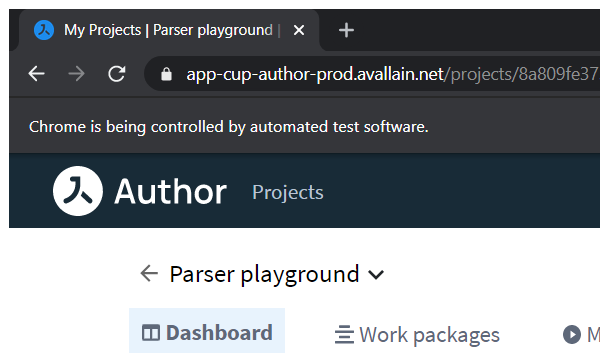 My Projects | Parser playground |
app-cup-author-prod.avallain.net/projects/8a809fe37
Chrome is being controlled by automated test software.
Author Projects
Parser playground
Dashboard Work packages M